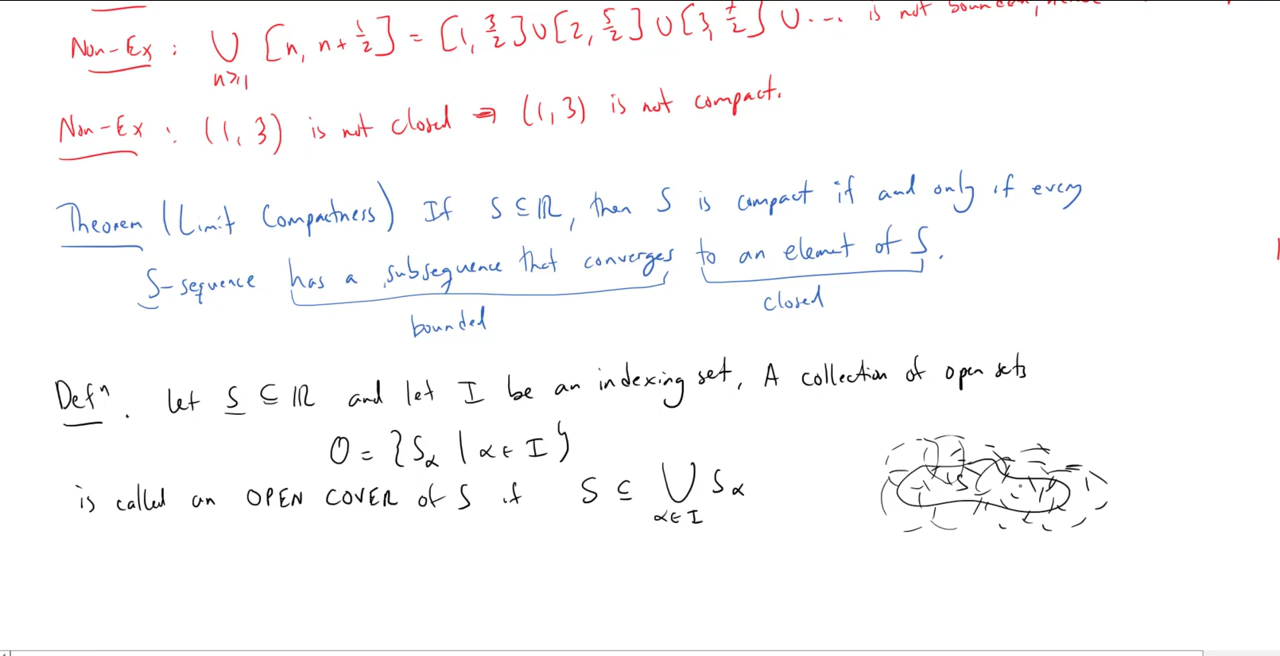 Non-Ex : ⋃ n≥1 [n, n+ 1/2] = [1, 3/2] ∪ [2, 5/2] ∪ [3, 7/2] ∪ ... is not
Non-Ex : (1, 3) is not closed → (1, 3) is not compact.
Theorem (Limit Compactness) If S ⊆ ℝ, then S is compact if and only if every
S-sequence has a subsequence that converges to an element of S.
bounded closed
Defⁿ. Let S ⊆ ℝ and let I be an indexing set. A collection of open sets
O = {S_α | α ∈ I}
is called an OPEN COVER of S if S ⊆ ⋃ α∈I S_α
S